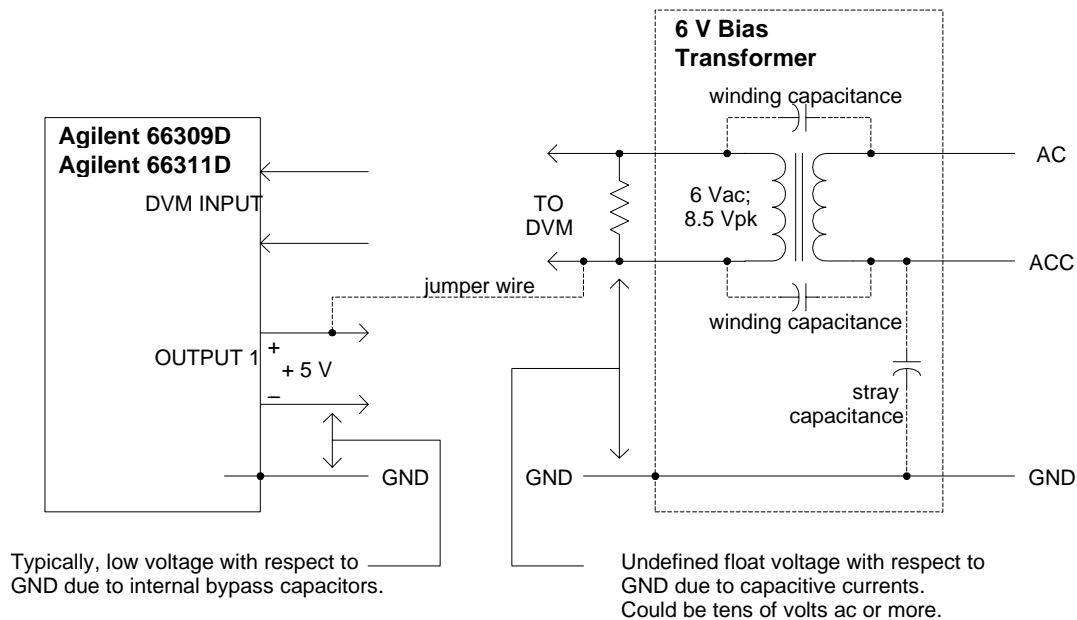 6 V Bias
Transformer
winding capacitance
Agilent 66309D
Agilent 66311D
DVM INPUT
TO
DVM
6 Vac;
8.5 Vpk
AC
ACC
jumper wire
winding capacitance
OUTPUT 1
+
+ 5 V
–
stray
capacitance
GND
GND
GND
Typically, low voltage with respect to
GND due to internal bypass capacitors.
Undefined float voltage with respect to
GND due to capacitive currents.
Could be tens of volts ac or more.